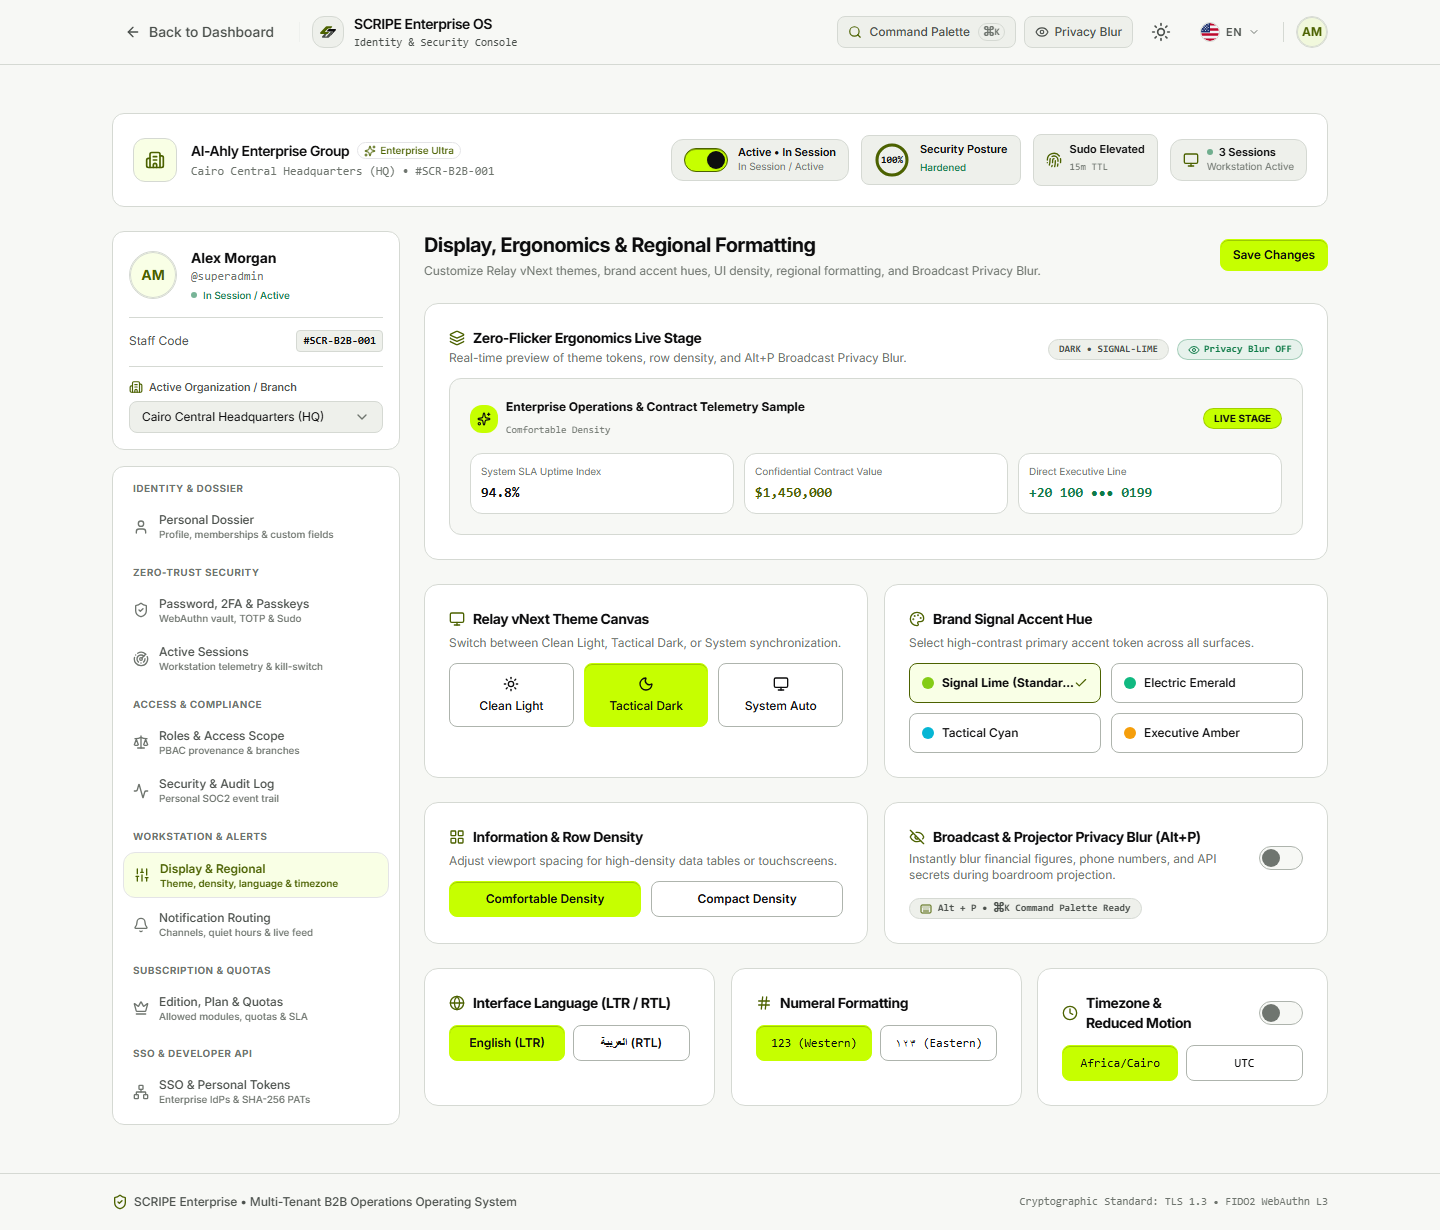 Back to Dashboard
SCRIPE Enterprise OS
Identity & Security Console
Command Palette ⌘K
Privacy Blur
EN
AM
Al-Ahly Enterprise Group
Enterprise Ultra
Cairo Central Headquarters (HQ) • #SCR-B2B-001
Active • In Session
In Session / Active
100%
Security Posture
Hardened
Sudo Elevated
15m TTL
3 Sessions
Workstation Active
AM
Alex Morgan
@superadmin
In Session / Active
Staff Code
#SCR-B2B-001
Active Organization / Branch
Cairo Central Headquarters (HQ)
IDENTITY & DOSSIER
Personal Dossier
Profile, memberships & custom fields
ZERO-TRUST SECURITY
Password, 2FA & Passkeys
WebAuthn vault, TOTP & Sudo
Active Sessions
Workstation telemetry & kill-switch
ACCESS & COMPLIANCE
Roles & Access Scope
PBAC provenance & branches
Security & Audit Log
Personal SOC2 event trail
WORKSTATION & ALERTS
Display & Regional
Theme, density, language & timezone
Notification Routing
Channels, quiet hours & live feed
SUBSCRIPTION & QUOTAS
Edition, Plan & Quotas
Allowed modules, quotas & SLA
SSO & DEVELOPER API
SSO & Personal Tokens
Enterprise IdPs & SHA-256 PATs
Display, Ergonomics & Regional Formatting
Customize Relay vNext themes, brand accent hues, UI density, regional formatting, and Broadcast Privacy Blur.
Save Changes
Zero-Flicker Ergonomics Live Stage
Real-time preview of theme tokens, row density, and Alt+P Broadcast Privacy Blur.
DARK • SIGNAL-LIME
Privacy Blur OFF
Enterprise Operations & Contract Telemetry Sample
Comfortable Density
LIVE STAGE
System SLA Uptime Index
94.8%
Confidential Contract Value
$1,450,000
Direct Executive Line
+20 100 ••• 0199
Relay vNext Theme Canvas
Switch between Clean Light, Tactical Dark, or System synchronization.
Clean Light
Tactical Dark
System Auto
Brand Signal Accent Hue
Select high-contrast primary accent token across all surfaces.
Signal Lime (Standar...
Electric Emerald
Tactical Cyan
Executive Amber
Information & Row Density
Adjust viewport spacing for high-density data tables or touchscreens.
Comfortable Density
Compact Density
Broadcast & Projector Privacy Blur (Alt+P)
Instantly blur financial figures, phone numbers, and API
secrets during boardroom projection.
Alt + P • ⌘K Command Palette Ready
Interface Language (LTR / RTL)
English (LTR)
العربية (RTL)
Numeral Formatting
123 (Western)
١٢٣ (Eastern)
Timezone &
Reduced Motion
Africa/Cairo
UTC
SCRIPE Enterprise • Multi-Tenant B2B Operations Operating System
Cryptographic Standard: TLS 1.3 • FIDO2 WebAuthn L3